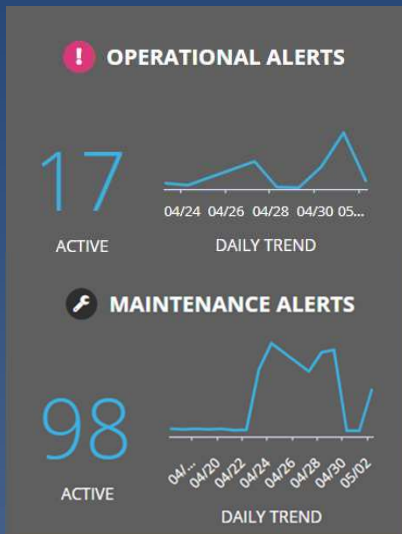 ! OPERATIONAL ALERTS
17
ACTIVE
04/24 04/26 04/28 04/30 05...
DAILY TREND
MAINTENANCE ALERTS
98
ACTIVE
04/... 04/20 04/22 04/24 04/26 04/28 04/30 05/02
DAILY TREND